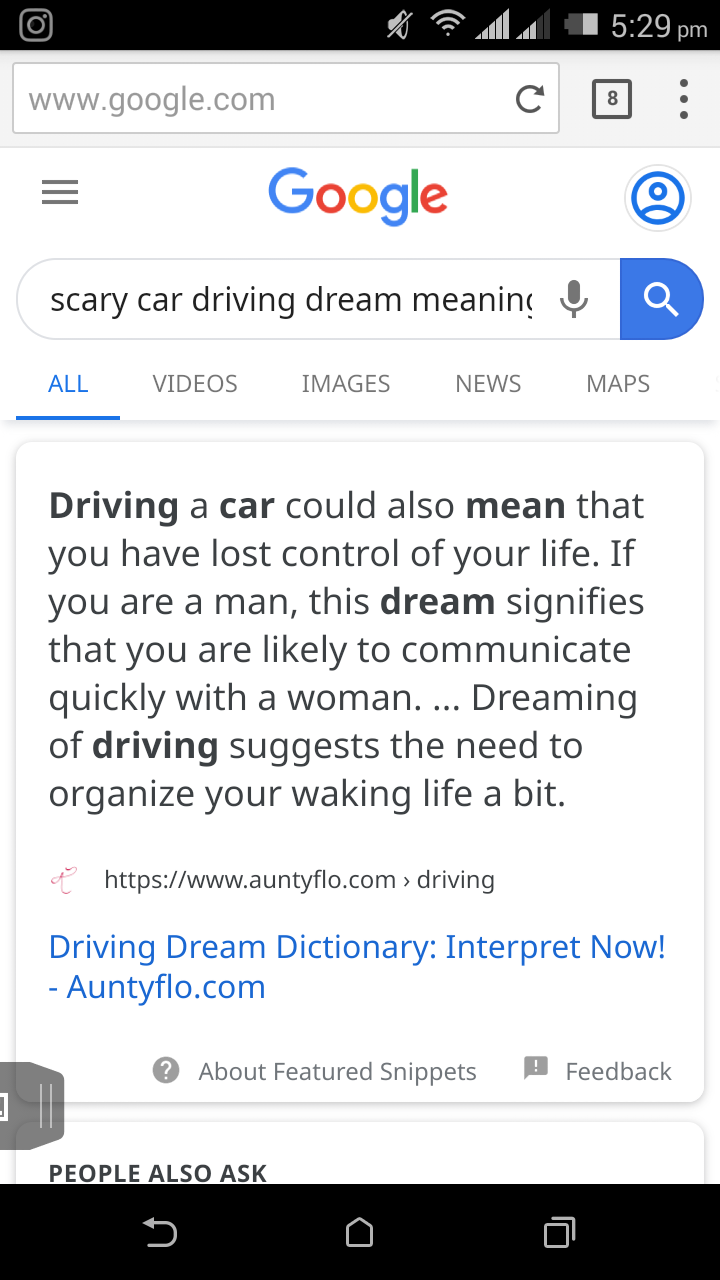 5:29 pm
www.google.com
8
Google
scary car driving dream meaning
ALL VIDEOS IMAGES NEWS MAPS
Driving a car could also mean that
you have lost control of your life. If
you are a man, this dream signifies
that you are likely to communicate
quickly with a woman. ... Dreaming
of driving suggests the need to
organize your waking life a bit.
https://www.auntyflo.com › driving
Driving Dream Dictionary: Interpret Now!
- Auntyflo.com
About Featured Snippets Feedback
PEOPLE ALSO ASK